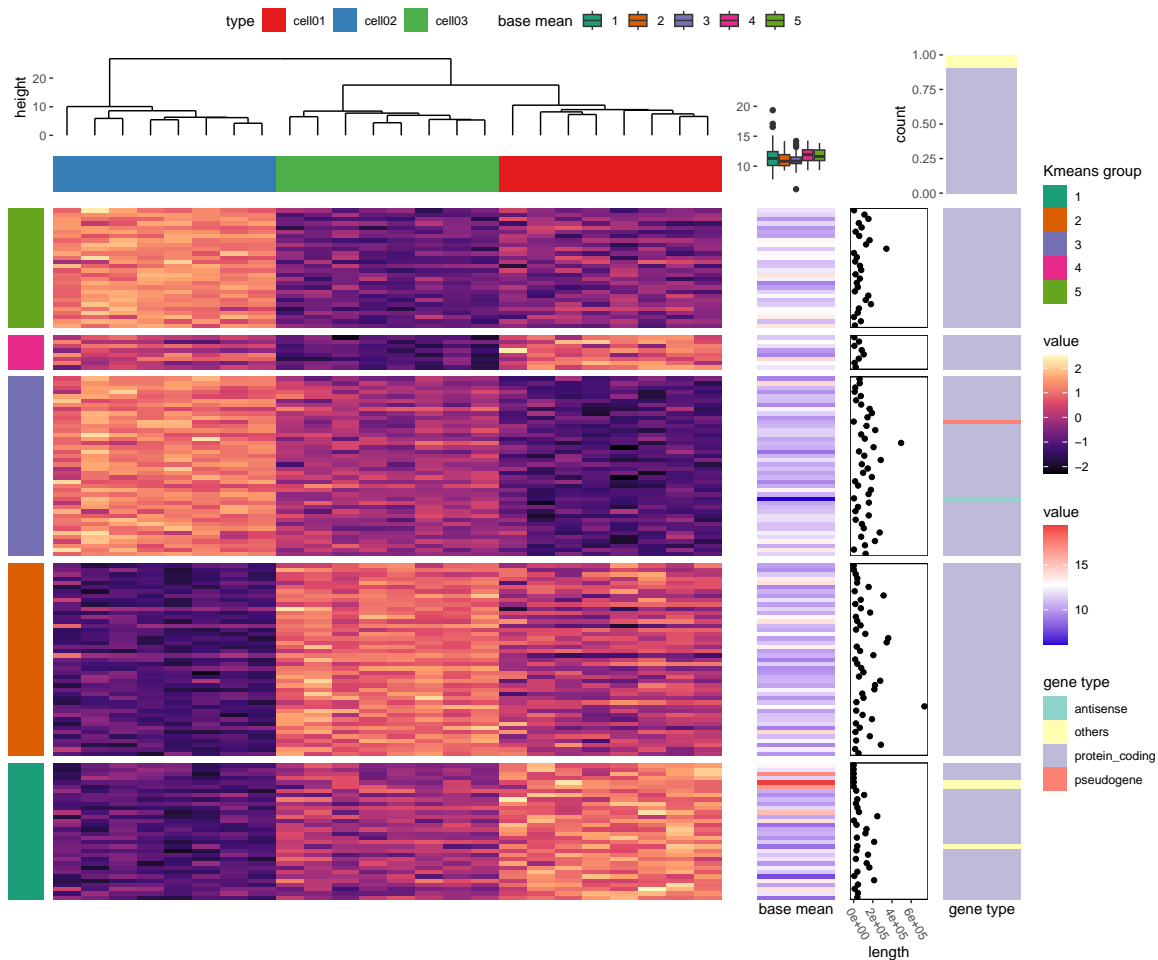 type cell01 cell02 cell03 base mean 1 2 3 4 5
height
20
10
0
20
15
10
count
1.00
0.75
0.50
0.25
0.00
Kmeans group
1
2
3
4
5
value
2
1
0
−1
−2
value
15
10
gene type
antisense
others
protein_coding
pseudogene
base mean
0e+00
2e+05
4e+05
6e+05
length
gene type